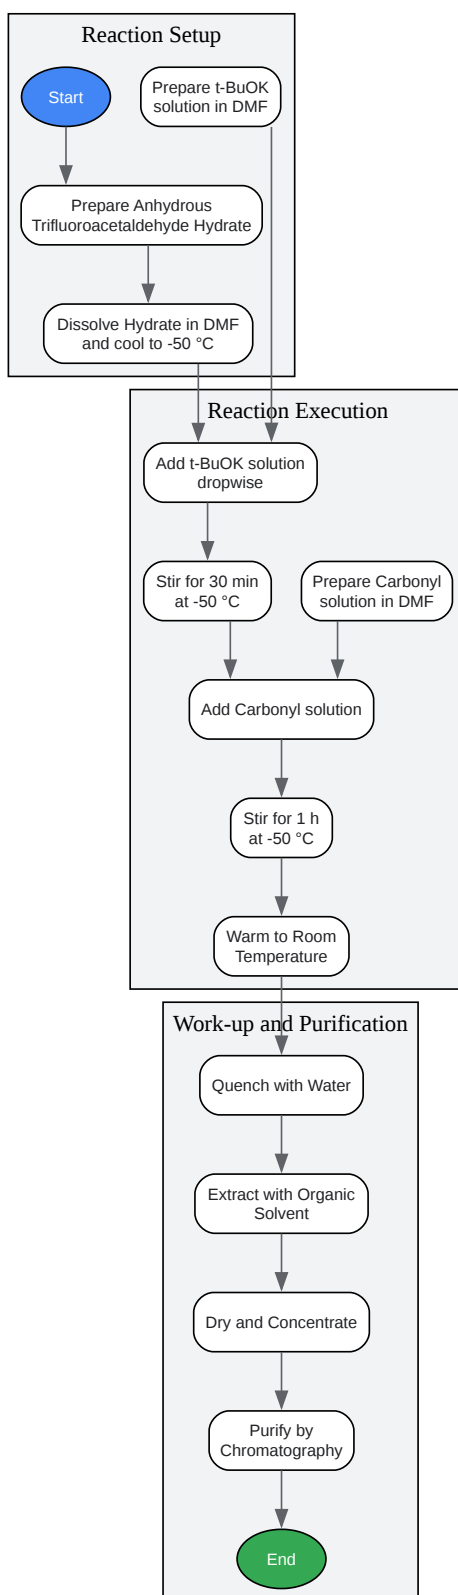 Reaction Setup
Start
Prepare t-BuOK
solution in DMF
Prepare Anhydrous
Trifluoroacetaldehyde Hydrate
Dissolve Hydrate in DMF
and cool to -50 °C
Reaction Execution
Add t-BuOK solution
dropwise
Stir for 30 min
at -50 °C
Prepare Carbonyl
solution in DMF
Add Carbonyl solution
Stir for 1 h
at -50 °C
Warm to Room
Temperature
Work-up and Purification
Quench with Water
Extract with Organic
Solvent
Dry and Concentrate
Purify by
Chromatography
End